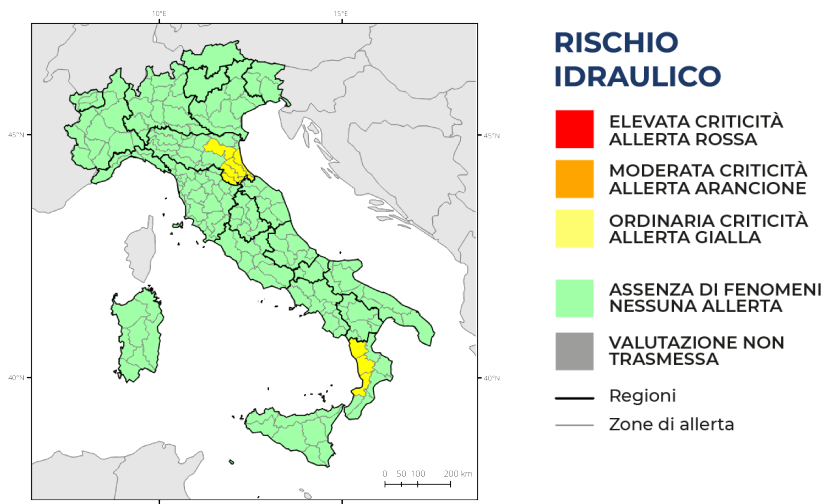 10°E
15°E
45°N
45°N
40°N
40°N
0 50 100 200 km
RISCHIO
IDRAULICO
ELEVATA CRITICITÀ
ALLERTA ROSSA
MODERATA CRITICITÀ
ALLERTA ARANCIONE
ORDINARIA CRITICITÀ
ALLERTA GIALLA
ASSENZA DI FENOMENI
NESSUNA ALLERTA
VALUTAZIONE NON
TRASMESSA
Regioni
Zone di allerta